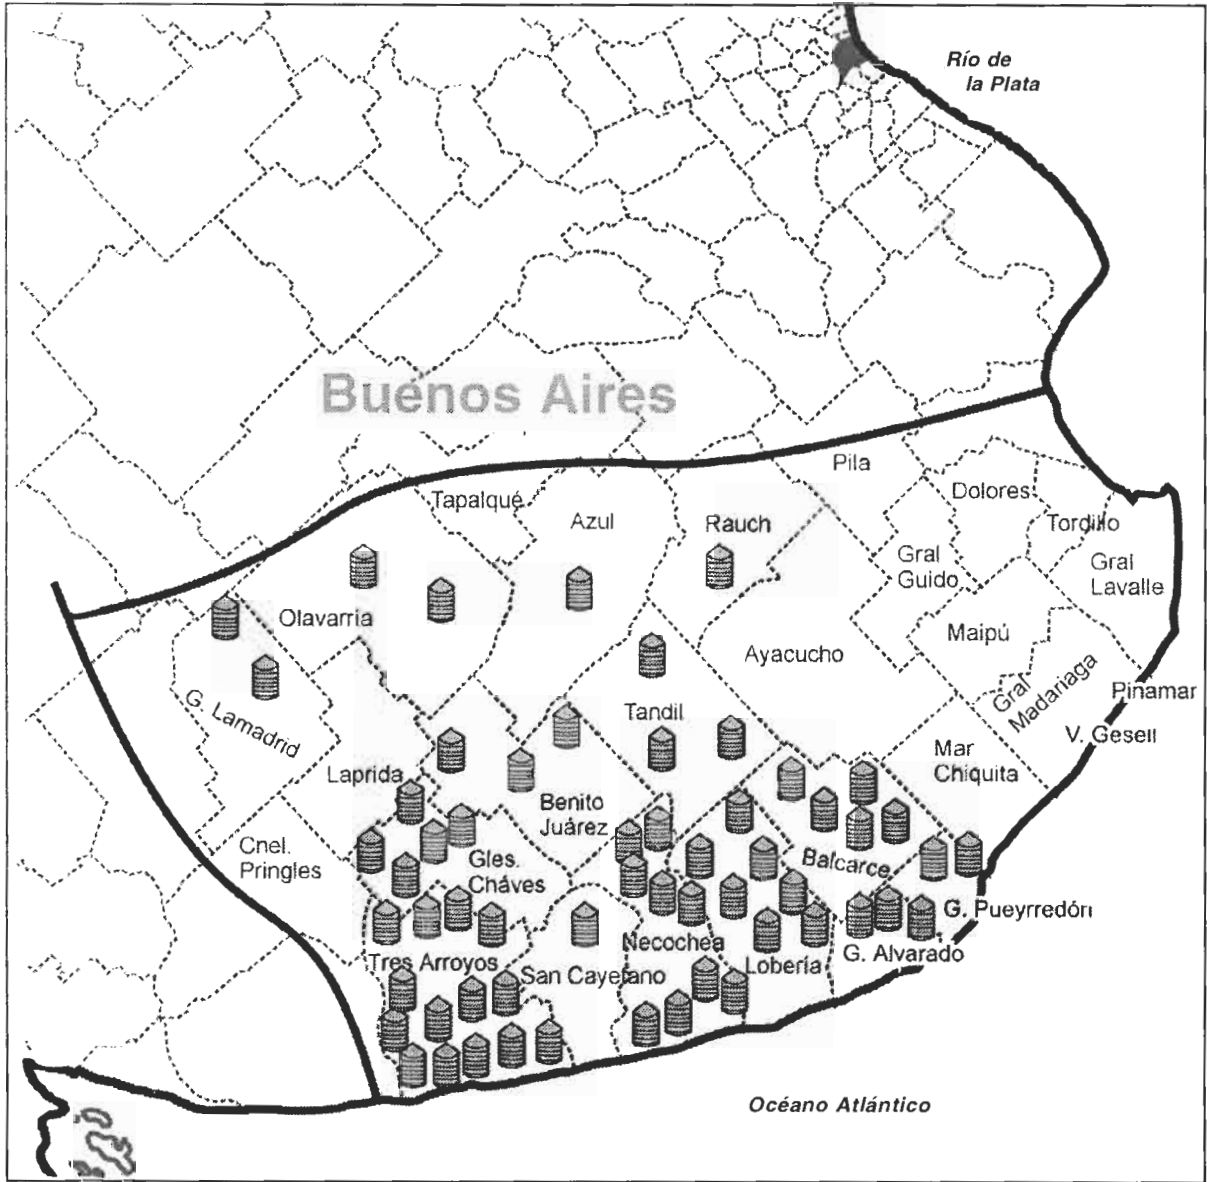 Río de
la Plata
Buenos Aires
Pila
Tapalqué
Azul
Rauch
Dolores
Tordillo
Gral
Guido
Gral
Lavalle
Olavarria
Maipú
Ayacucho
G. Lamadrid
Tandil
Gral
Madariaga
Pinamar
V. Gesell
Mar
Chiquita
Laprida
Benito
Juárez
Cnel.
Pringles
Gles.
Cháves
Balcarce
G. Pueyrredón
Necochea
G. Alvarado
Tres Arroyos
San Cayetano
Lobería
Océano Atlántico